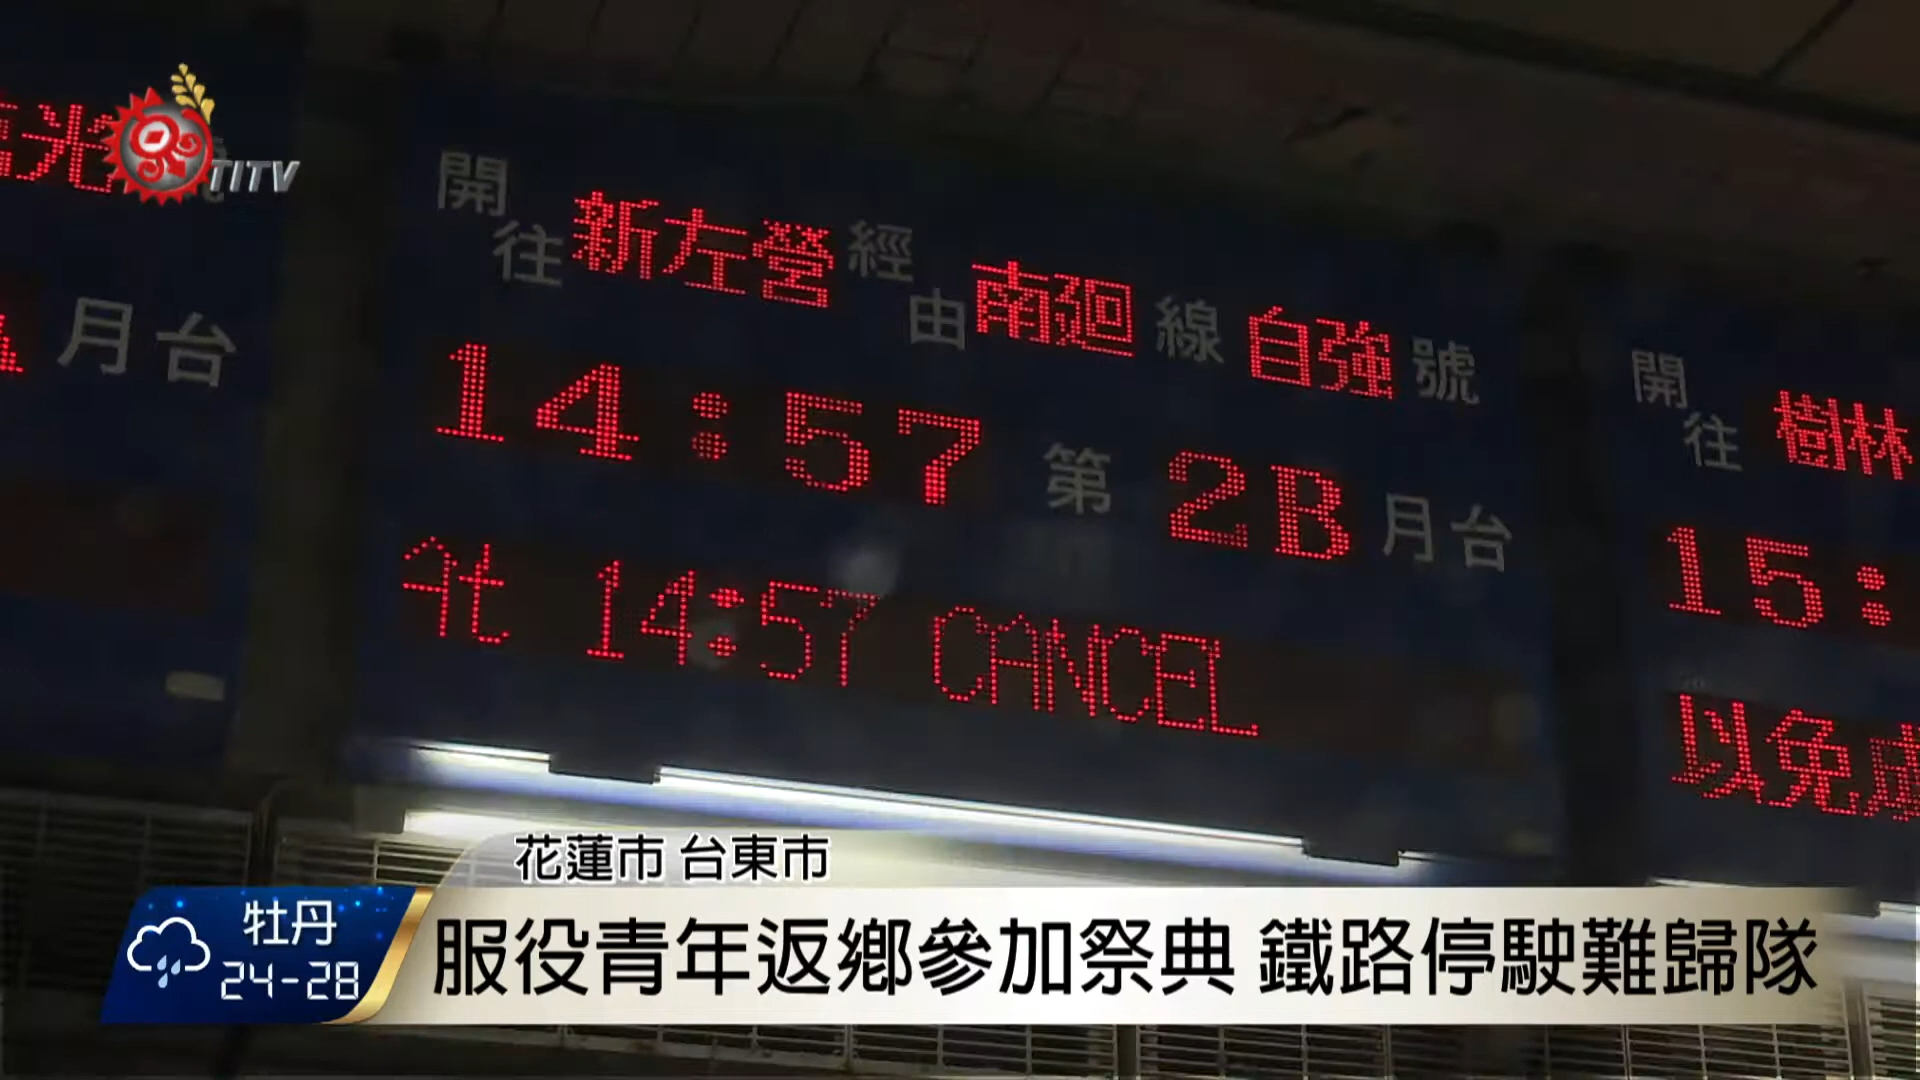 光
TITV
月台
開往新左營經由南迴線自強號
14:57 第 2B 月台
14:57 CANCEL
開往樹林
15:
以免
花蓮市 台東市
牡丹
24-28
服役青年返鄉參加祭典 鐵路停駛難歸隊